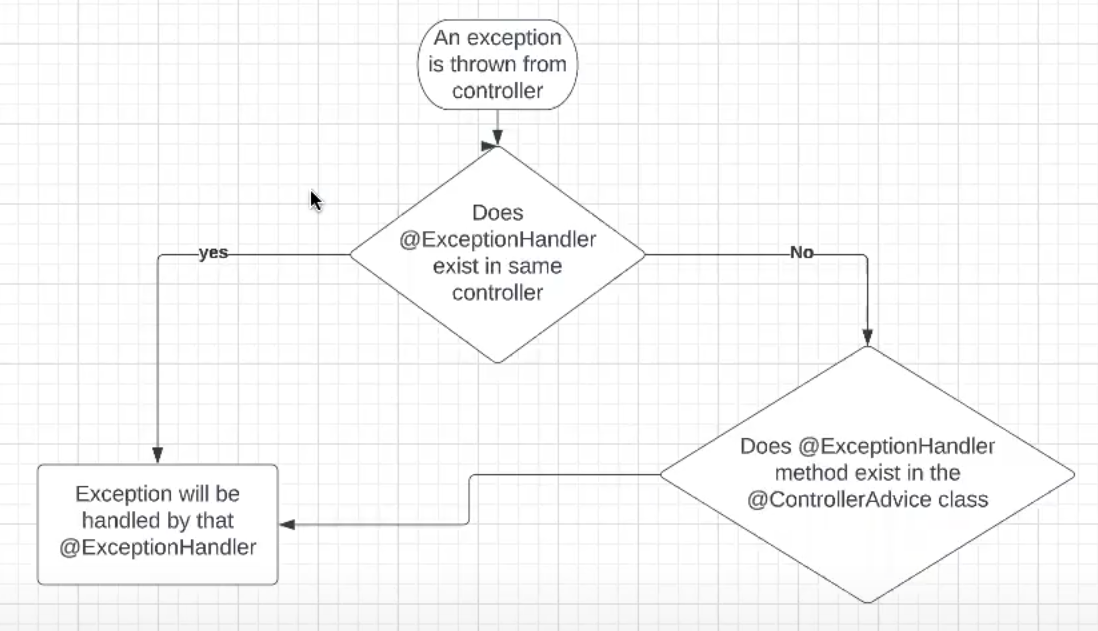 An exception
is thrown from
controller
Does
@ExceptionHandler
exist in same
controller
yes
No
Does @ExceptionHandler
method exist in the
@ControllerAdvice class
Exception will be
handled by that
@ExceptionHandler